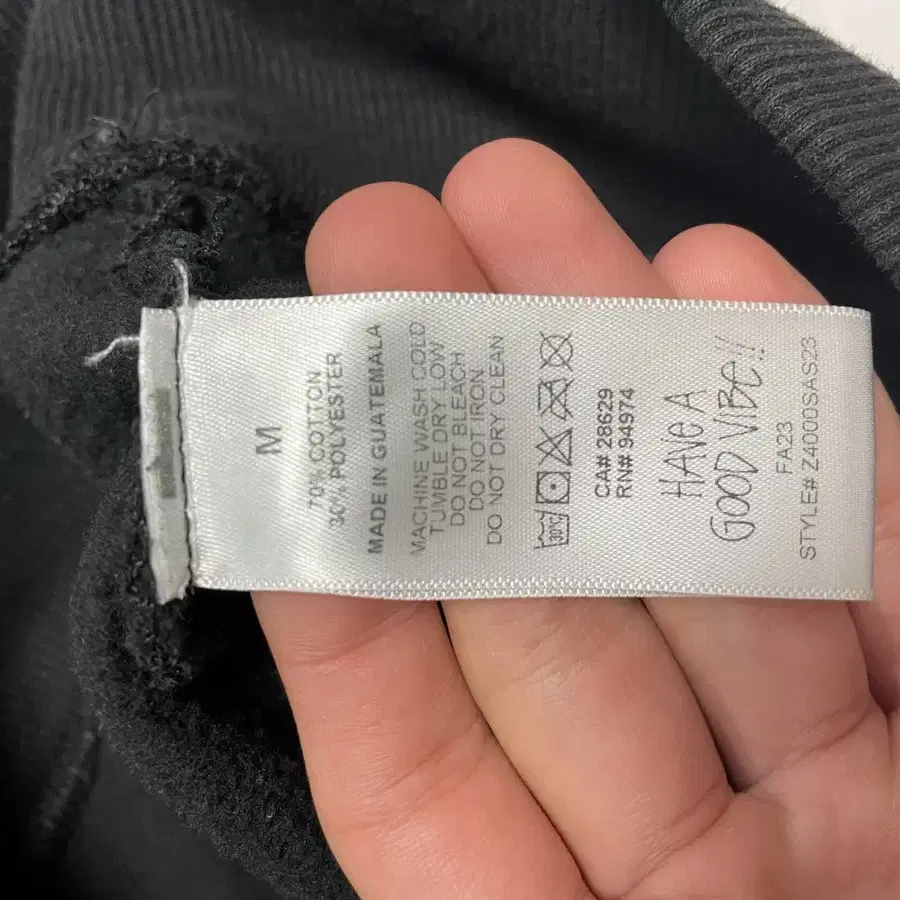 M
70% COTTON
30% POLYESTER
MADE IN GUATEMALA
MACHINE WASH COLD
TUMBLE DRY LOW
DO NOT BLEACH
DO NOT IRON
DO NOT DRY CLEAN
30°C
CA# 28629
RN# 94974
HAVE A
GOOD VIBE!!
FA23
STYLE# Z4000SAS23